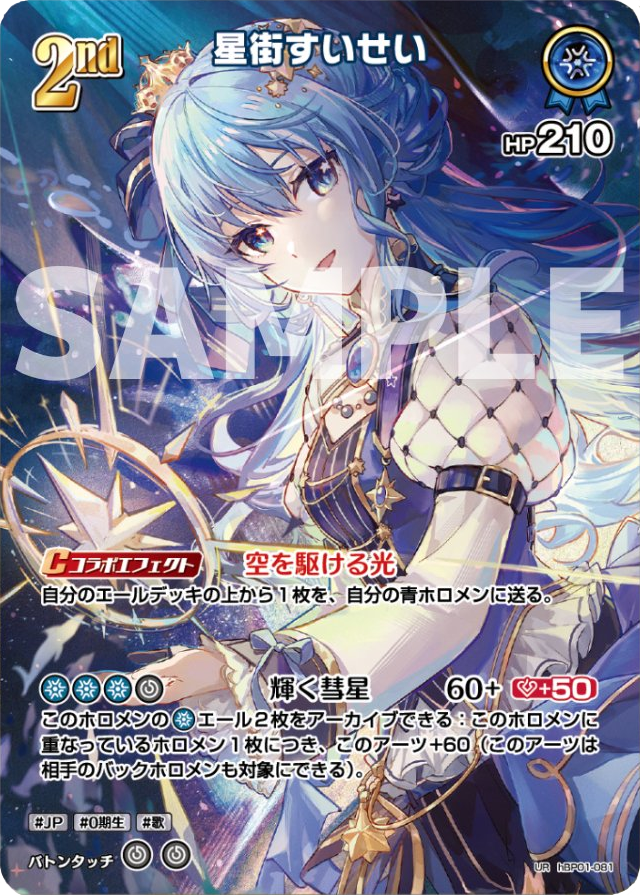 2nd
星街すいせい
HP210
SAMPLE
Cコラボエフェクト 空を駆ける光
自分のエールデッキの上から1枚を、自分の青ホロメンに送る。
輝く彗星 60+ +50
このホロメンの エール2枚をアーカイブできる：このホロメンに
重なっているホロメン1枚につき、このアーツ+60（このアーツは
相手のバックホロメンも対象にできる）。
#JP #0期生 #歌
バトンタッチ
UR hBP01-081